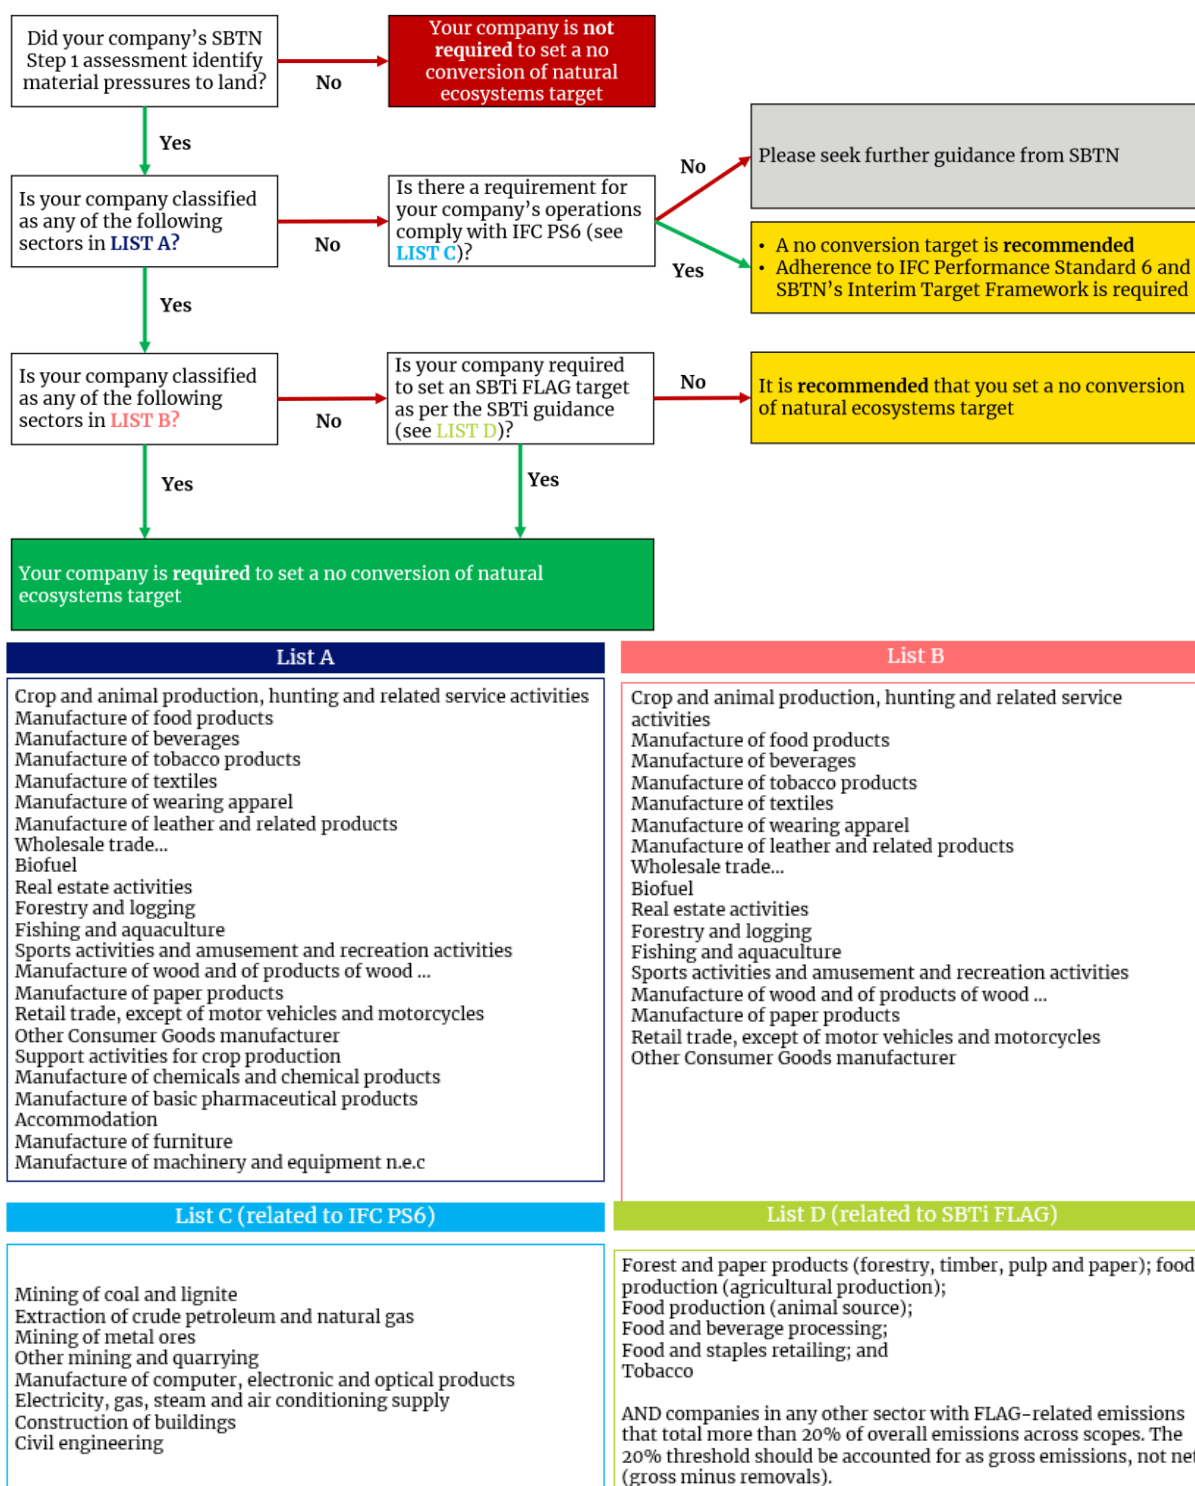 Did your company's SBTN
Step 1 assessment identify
material pressures to land?
No
Your company is not
required to set a no
conversion of natural
ecosystems target
Yes
Is your company classified
as any of the following
sectors in LIST A?
No
Is there a requirement for
your company's operations
comply with IFC PS6 (see
LIST C)?
No
Please seek further guidance from SBTN
Yes
• A no conversion target is recommended
• Adherence to IFC Performance Standard 6 and
SBTN's Interim Target Framework is required
Yes
Is your company classified
as any of the following
sectors in LIST B?
No
Is your company required
to set an SBTi FLAG target
as per the SBTi guidance
(see LIST D)?
No
It is recommended that you set a no conversion
of natural ecosystems target
Yes
Yes
Your company is required to set a no conversion of natural
ecosystems target
List A
Crop and animal production, hunting and related service activities
Manufacture of food products
Manufacture of beverages
Manufacture of tobacco products
Manufacture of textiles
Manufacture of wearing apparel
Manufacture of leather and related products
Wholesale trade...
Biofuel
Real estate activities
Forestry and logging
Fishing and aquaculture
Sports activities and amusement and recreation activities
Manufacture of wood and of products of wood ...
Manufacture of paper products
Retail trade, except of motor vehicles and motorcycles
Other Consumer Goods manufacturer
Support activities for crop production
Manufacture of chemicals and chemical products
Manufacture of basic pharmaceutical products
Accommodation
Manufacture of furniture
Manufacture of machinery and equipment n.e.c
List B
Crop and animal production, hunting and related service
activities
Manufacture of food products
Manufacture of beverages
Manufacture of tobacco products
Manufacture of textiles
Manufacture of wearing apparel
Manufacture of leather and related products
Wholesale trade...
Biofuel
Real estate activities
Forestry and logging
Fishing and aquaculture
Sports activities and amusement and recreation activities
Manufacture of wood and of products of wood ...
Manufacture of paper products
Retail trade, except of motor vehicles and motorcycles
Other Consumer Goods manufacturer
List C (related to IFC PS6)
Mining of coal and lignite
Extraction of crude petroleum and natural gas
Mining of metal ores
Other mining and quarrying
Manufacture of computer, electronic and optical products
Electricity, gas, steam and air conditioning supply
Construction of buildings
Civil engineering
List D (related to SBTi FLAG)
Forest and paper products (forestry, timber, pulp and paper); food
production (agricultural production);
Food production (animal source);
Food and beverage processing;
Food and staples retailing; and
Tobacco
AND companies in any other sector with FLAG-related emissions
that total more than 20% of overall emissions across scopes. The
20% threshold should be accounted for as gross emissions, not net
(gross minus removals).